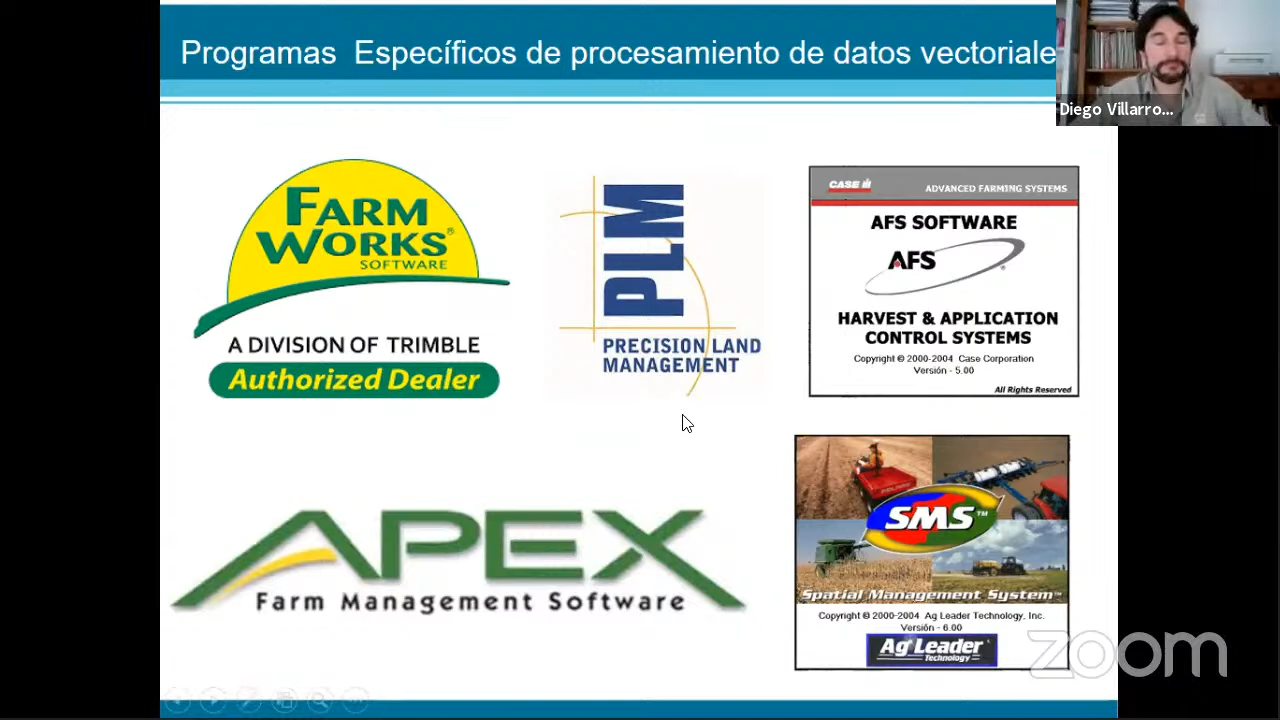 Programas Específicos de procesamiento de datos vectoriale
Diego Villarro...
FARM
WORKS®
SOFTWARE
A DIVISION OF TRIMBLE
Authorized Dealer
PLM
PRECISION LAND
MANAGEMENT
CASE IH
ADVANCED FARMING SYSTEMS
AFS SOFTWARE
AFS®
HARVEST & APPLICATION
CONTROL SYSTEMS
Copyright © 2000-2004 Case Corporation
Versión - 5.00
All Rights Reserved
APEX
Farm Management Software
SMS™
Spatial Management System™
Copyright © 2000-2004 Ag Leader Technology, Inc.
Versión - 6.00
Ag Leader
Technology
zoom